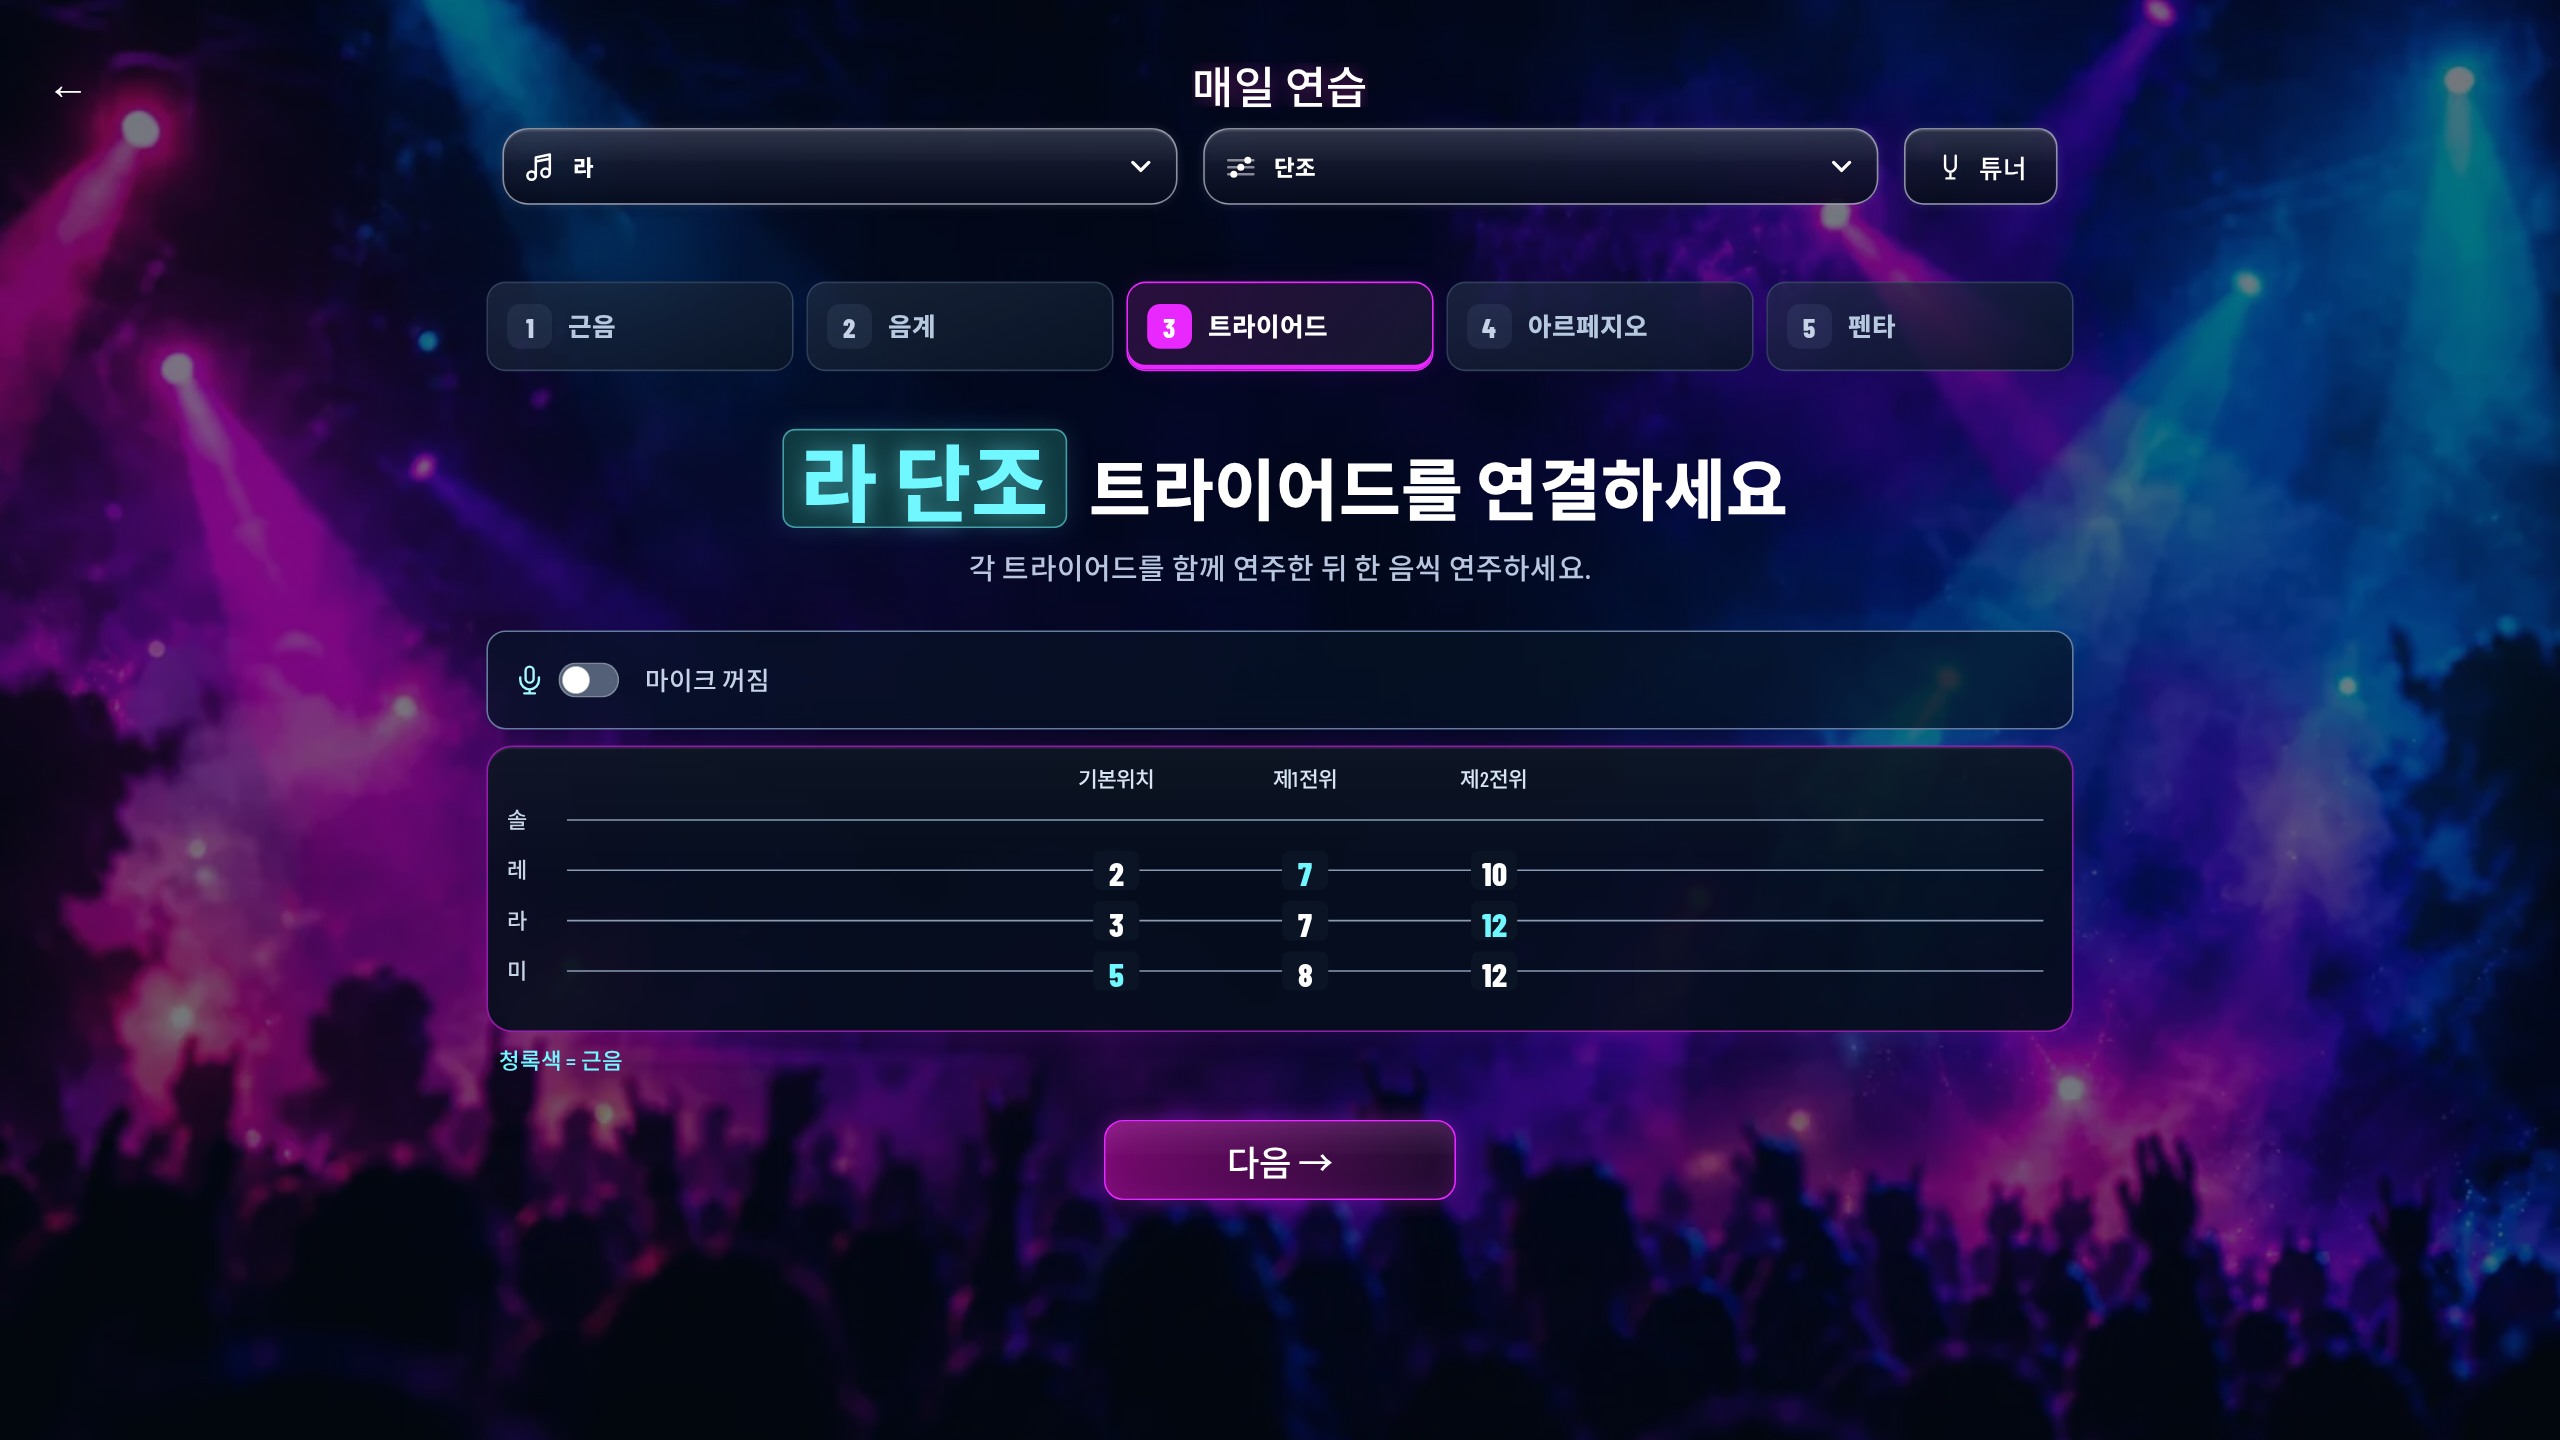 ←
매일 연습
라
단조
튜너
1 근음
2 음계
3 트라이어드
4 아르페지오
5 펜타
라 단조 트라이어드를 연결하세요
각 트라이어드를 함께 연주한 뒤 한 음씩 연주하세요.
마이크 꺼짐
기본위치 제1전위 제2전위
솔
레 2 7 10
라 3 7 12
미 5 8 12
청록색 = 근음
다음 →